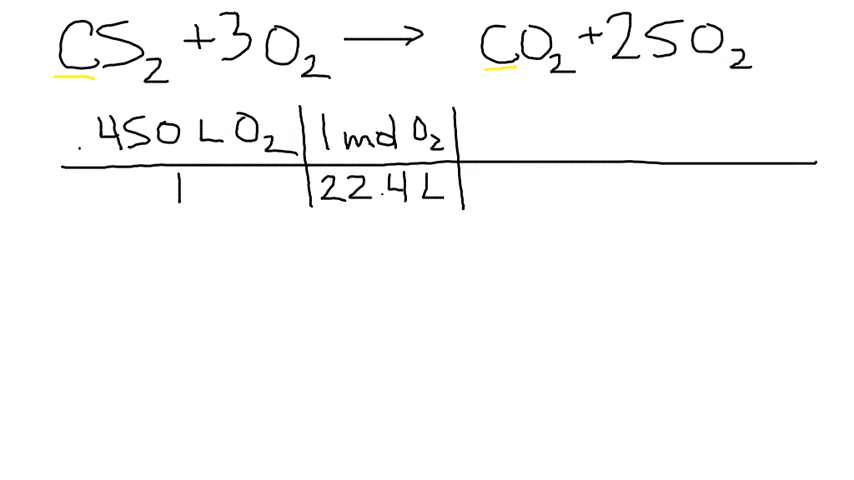 CS₂ + 3O₂ → CO₂ + 2SO₂
.450 L O₂ | 1 mol O₂ |
1 | 22.4 L |